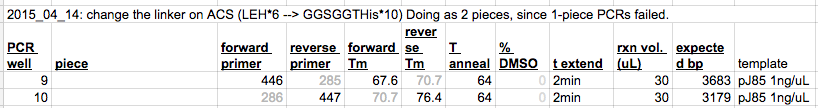 2015_04_14: change the linker on ACS (LEH*6 --> GGSGGTHis*10) Doing as 2 pieces, since 1-piece PCRs failed.
PCR well piece forward primer reverse primer forward Tm rever se Tm T anneal % DMSO t extend rxn vol. (uL) expecte d bp template
9 446 285 67.6 70.7 64 0 2min 30 3683 pJ85 1ng/uL
10 286 447 70.7 76.4 64 0 2min 30 3179 pJ85 1ng/uL